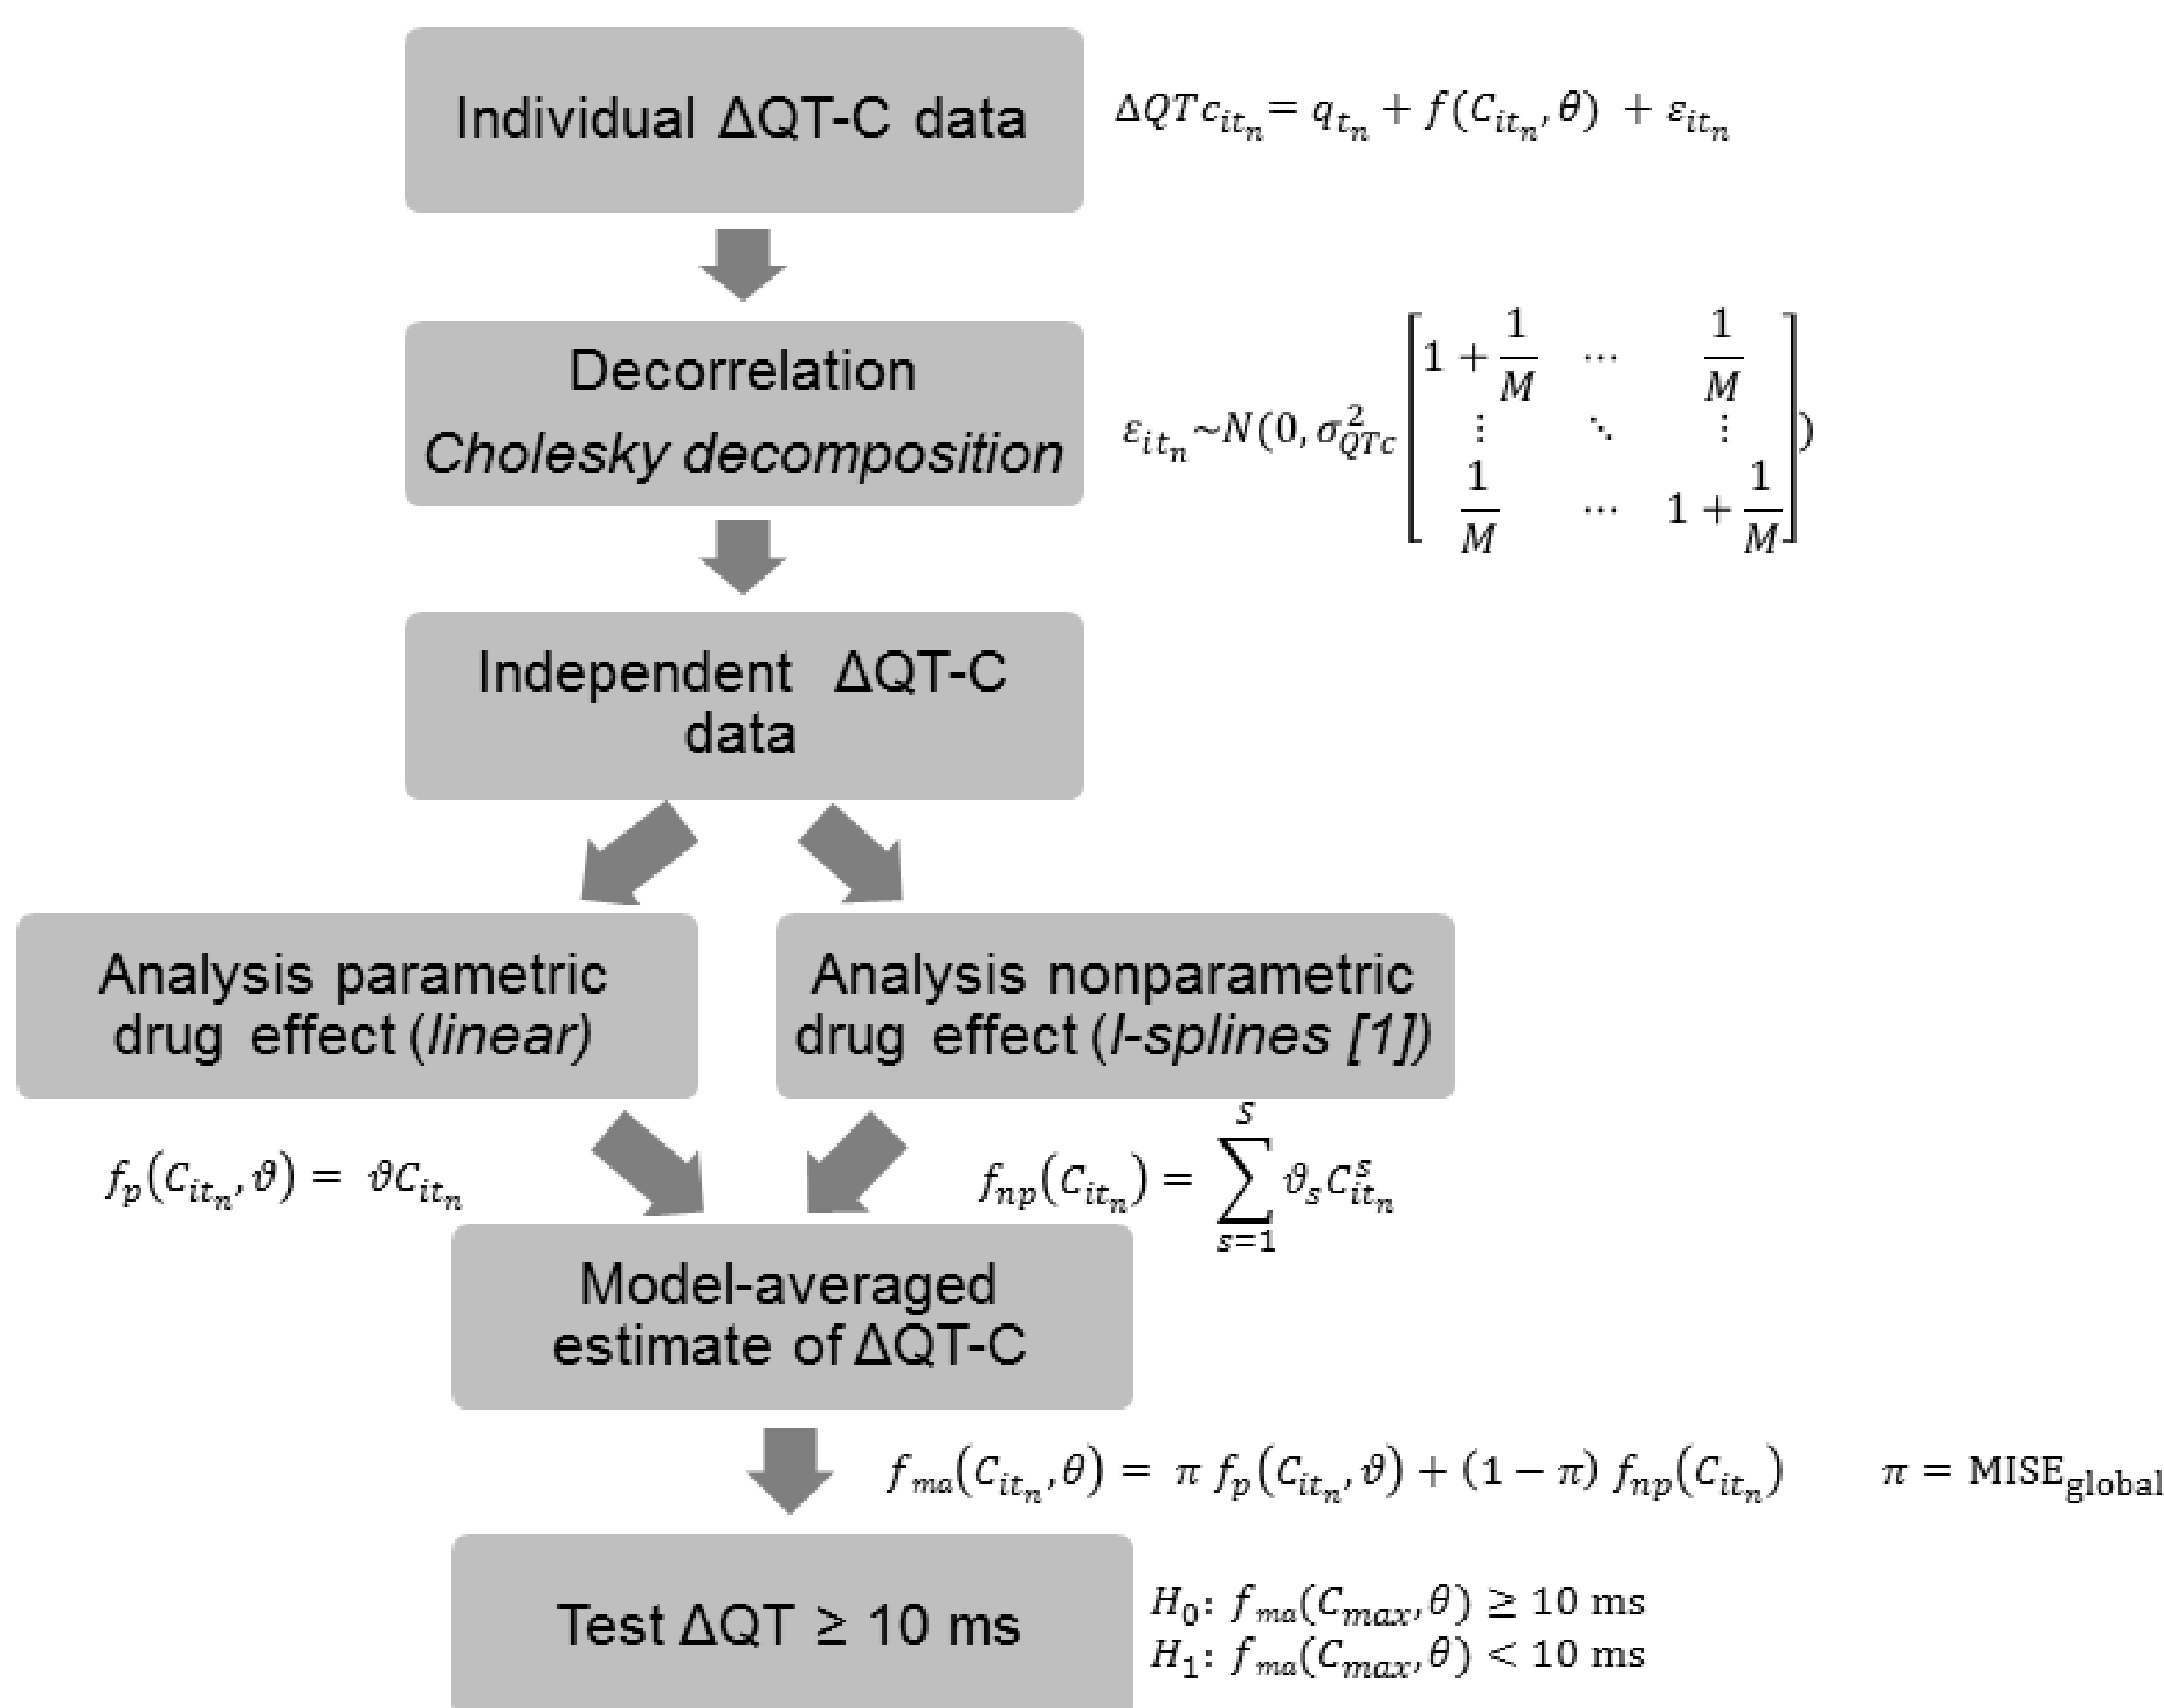 Individual ΔQT-C data
ΔQTc_{it_n} = q_{t_n} + f(C_{it_n}, θ) + ε_{it_n}
Decorrelation
Cholesky decomposition
ε_{it_n} ~N(0, σ²_{QTc} [1 + 1/M ⋯ 1/M
⋮ ⋱ ⋮
1/M ⋯ 1 + 1/M])
Independent ΔQT-C
data
Analysis parametric
drug effect (linear)
Analysis nonparametric
drug effect (I-splines [1])
f_p(C_{it_n}, ϑ) = ϑC_{it_n}
f_{np}(C_{it_n}) = ∑_{s=1}^{S} ϑ_s C^s_{it_n}
Model-averaged
estimate of ΔQT-C
f_{ma}(C_{it_n}, θ) = π f_p(C_{it_n}, ϑ) + (1 − π) f_{np}(C_{it_n}) π = MISE_{global}
Test ΔQT ≥ 10 ms
H_0: f_{ma}(C_{max}, θ) ≥ 10 ms
H_1: f_{ma}(C_{max}, θ) < 10 ms